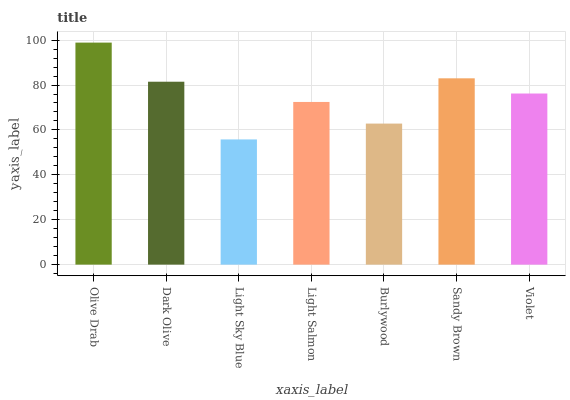 title
100
80
60
40
20
0
yaxis_label
Olive Drab
Dark Olive
Light Sky Blue
Light Salmon
Burlywood
Sandy Brown
Violet
xaxis_label